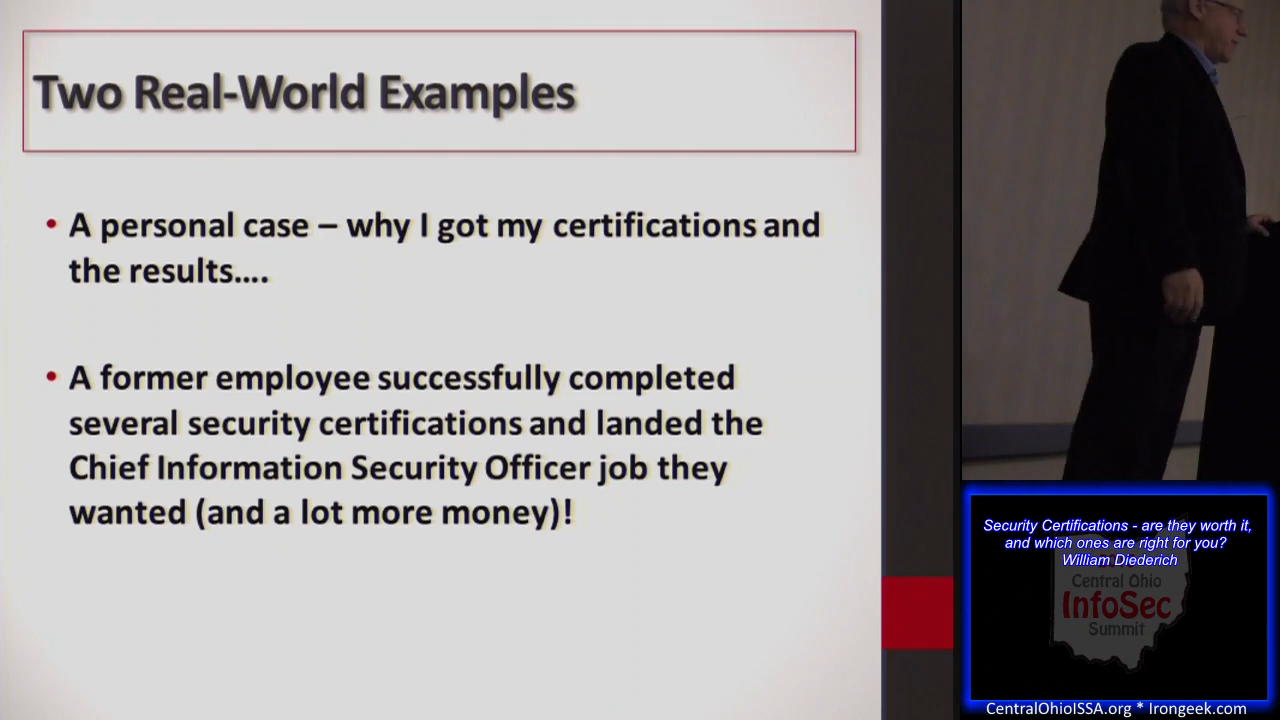 Two Real-World Examples
• A personal case – why I got my certifications and
the results....
• A former employee successfully completed
several security certifications and landed the
Chief Information Security Officer job they
wanted (and a lot more money)!
Security Certifications - are they worth it,
and which ones are right for you?
William Diederich
Central Ohio
InfoSec
Summit
CentralOhioISSA.org * Irongeek.com